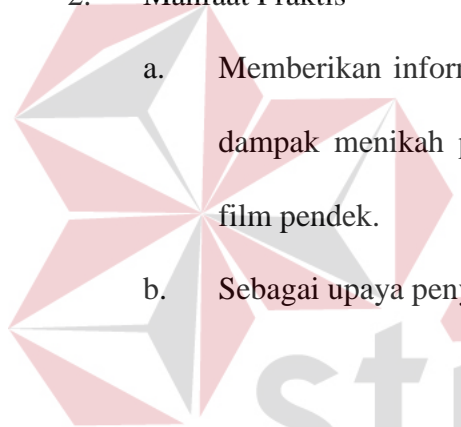 2. Manfaat Praktis
a. Memberikan
dampak menikah
film pendek.
b. Sebagai upaya